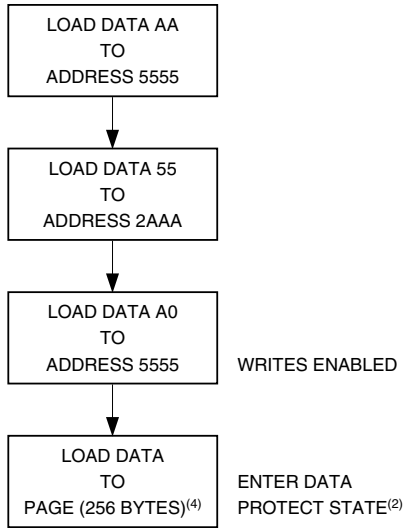 LOAD DATA AA
TO
ADDRESS 5555
LOAD DATA 55
TO
ADDRESS 2AAA
LOAD DATA A0
TO
ADDRESS 5555
WRITES ENABLED
LOAD DATA
TO
PAGE (256 BYTES)(4)
ENTER DATA
PROTECT STATE(2)